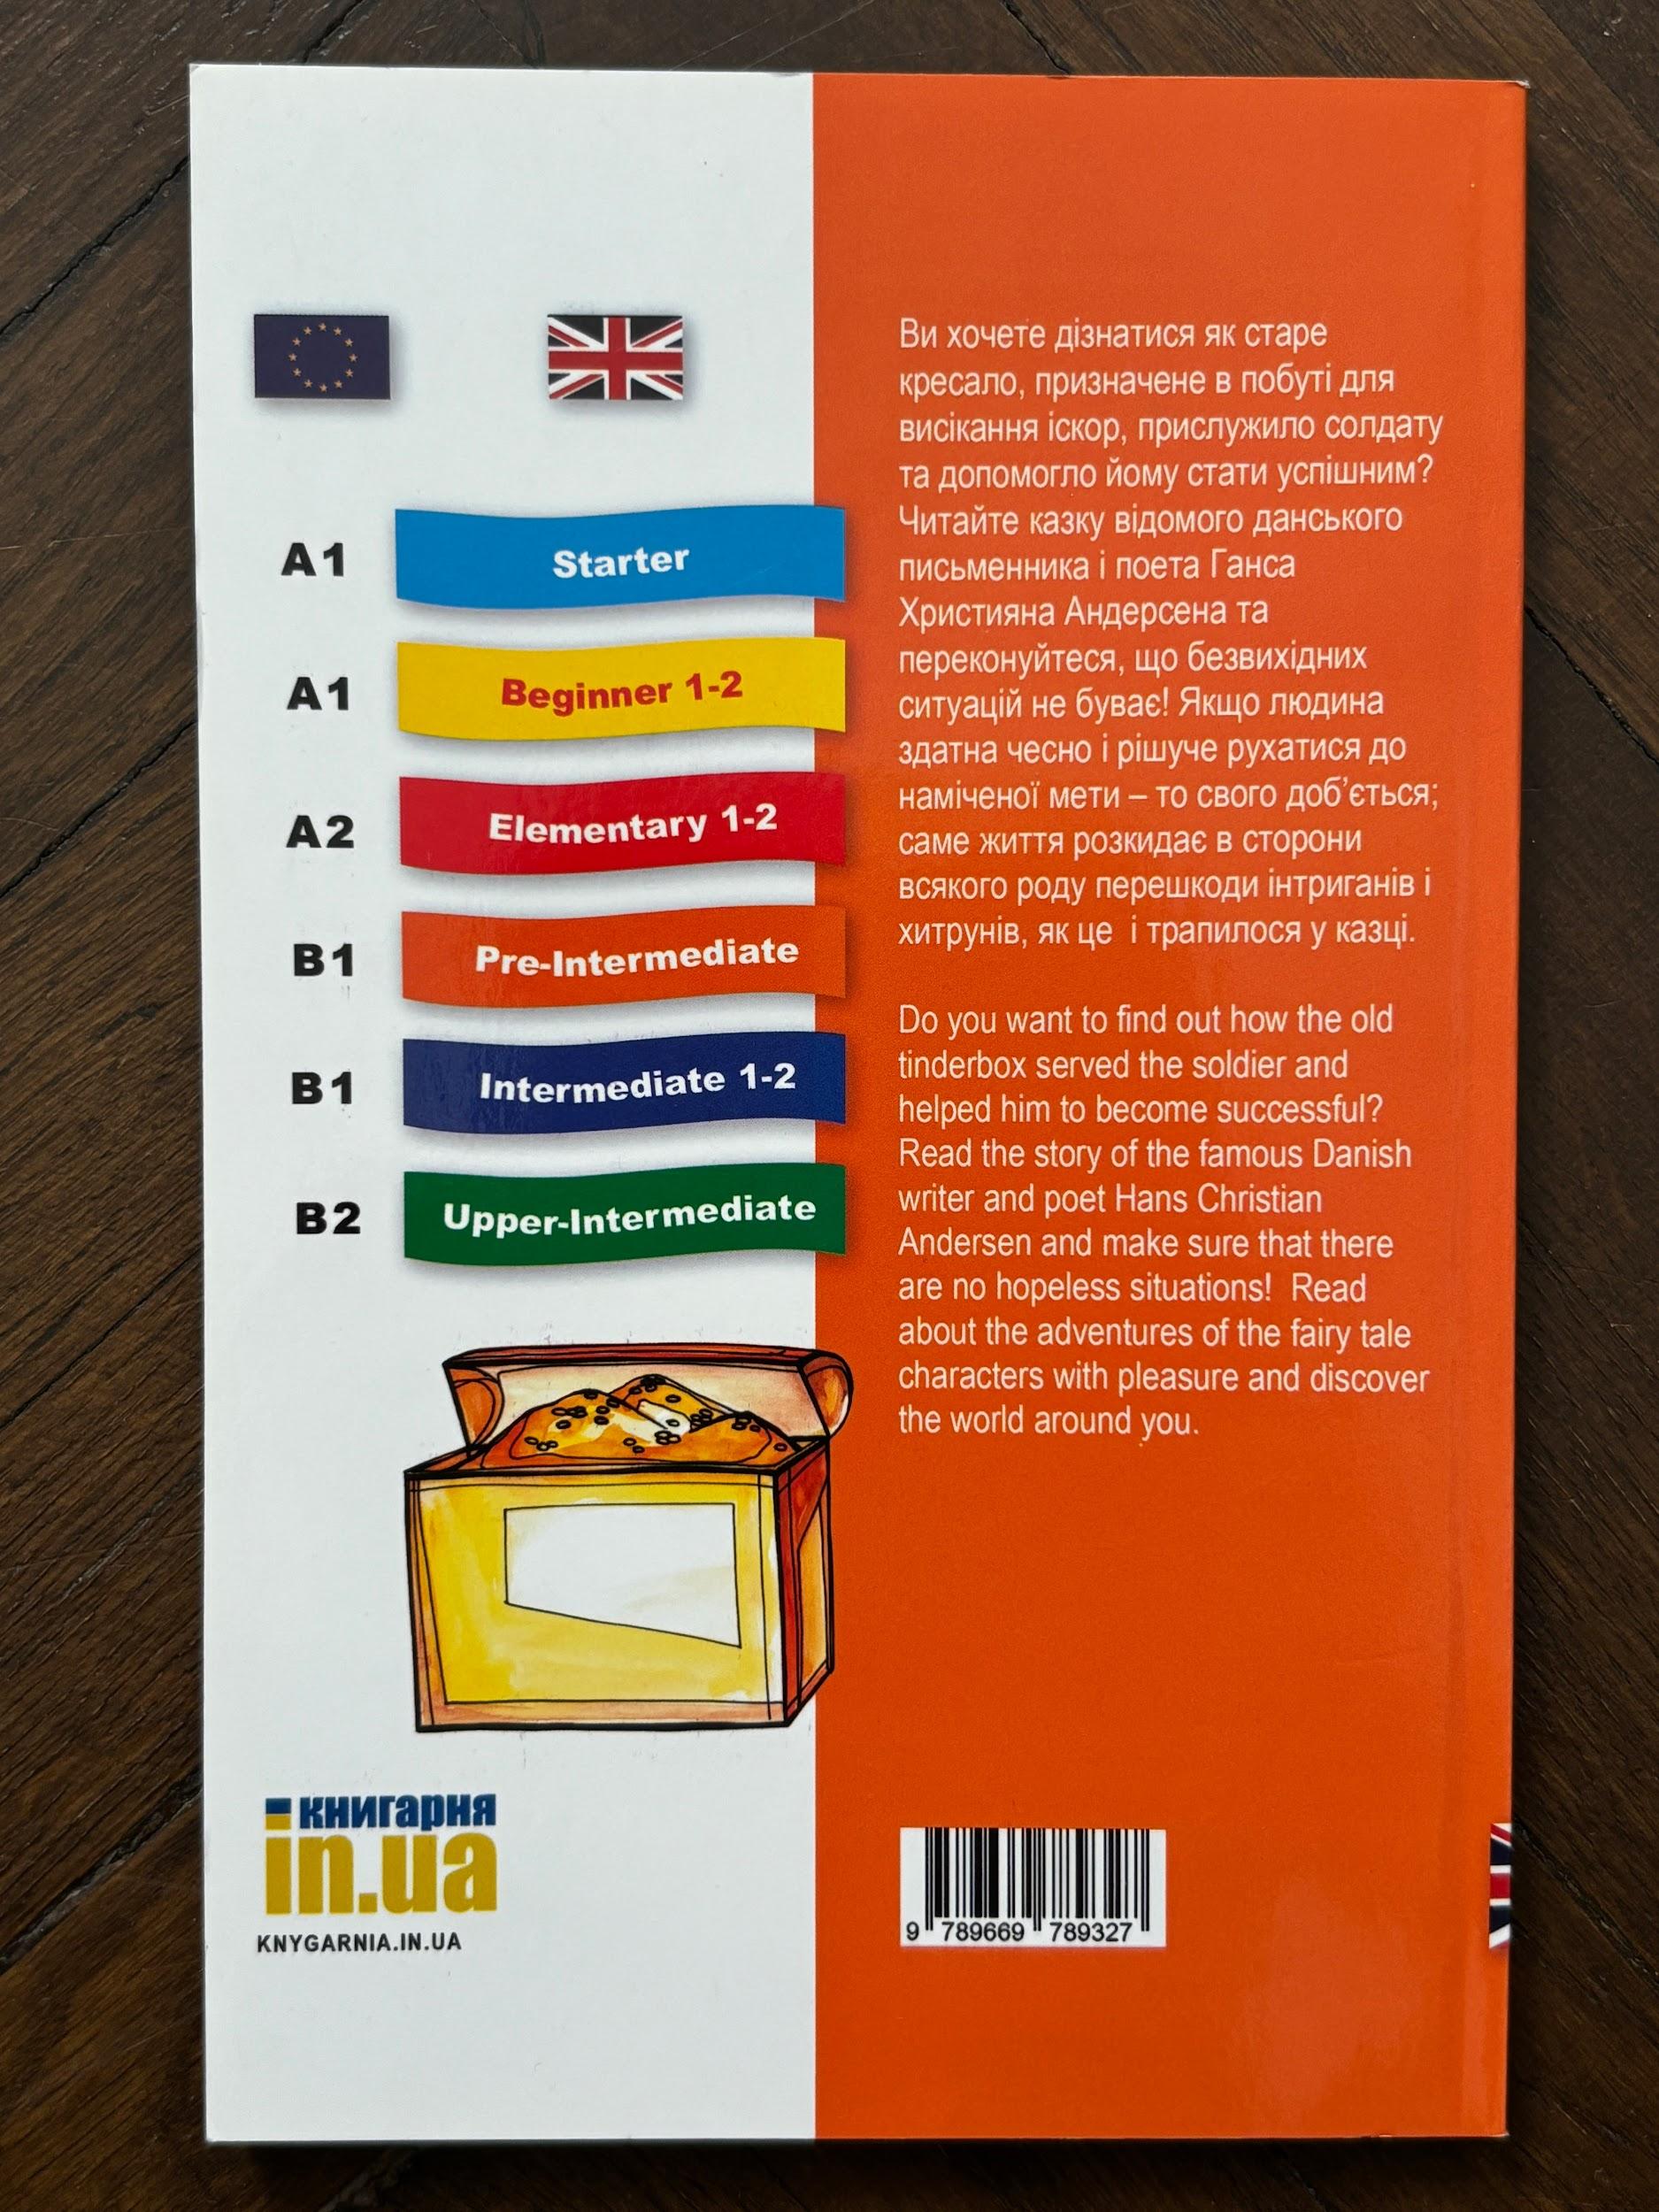 A1 Starter
A1 Beginner 1-2
A2 Elementary 1-2
B1 Pre-Intermediate
B1 Intermediate 1-2
B2 Upper-Intermediate
книгарня
in.ua
KNYGARNIA.IN.UA
Ви хочете дізнатися як старе
кресало, призначене в побуті для
висікання іскор, прислужило солдату
та допомогло йому стати успішним?
Читайте казку відомого данського
письменника і поета Ганса
Християна Андерсена та
переконуйтеся, що безвихідних
ситуацій не буває! Якщо людина
здатна чесно і рішуче рухатися до
наміченої мети – то свого доб’ється;
саме життя розкидає в сторони
всякого роду перешкоди інтриганів і
хитрунів, як це  і трапилося у казці.
Do you want to find out how the old
tinderbox served the soldier and
helped him to become successful?
Read the story of the famous Danish
writer and poet Hans Christian
Andersen and make sure that there
are no hopeless situations!  Read
about the adventures of the fairy tale
characters with pleasure and discover
the world around you.
9 789669 789327